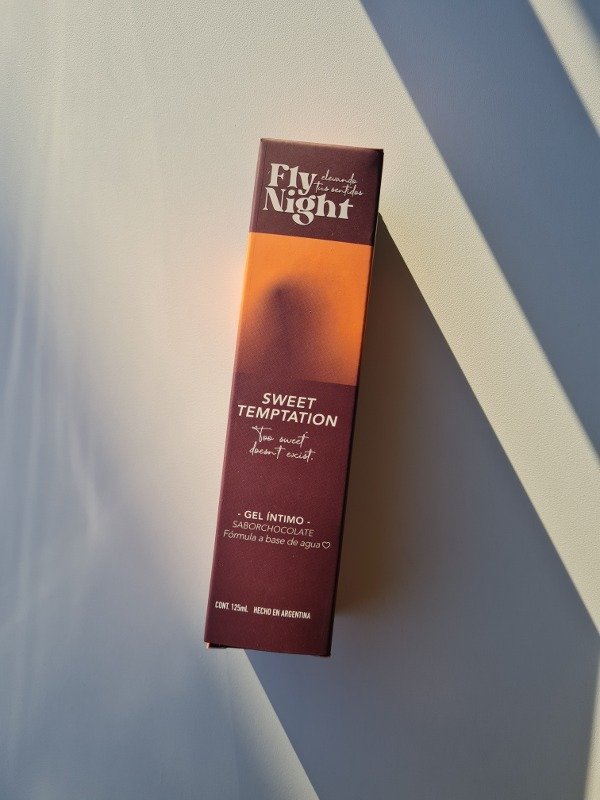 Fly elevando
Night tus sentidos
SWEET
TEMPTATION
Too sweet
doesn't exist.
- GEL ÍNTIMO -
SABORCHOCOLATE
Fórmula a base de agua♡
CONT. 125ml. HECHO EN ARGENTINA